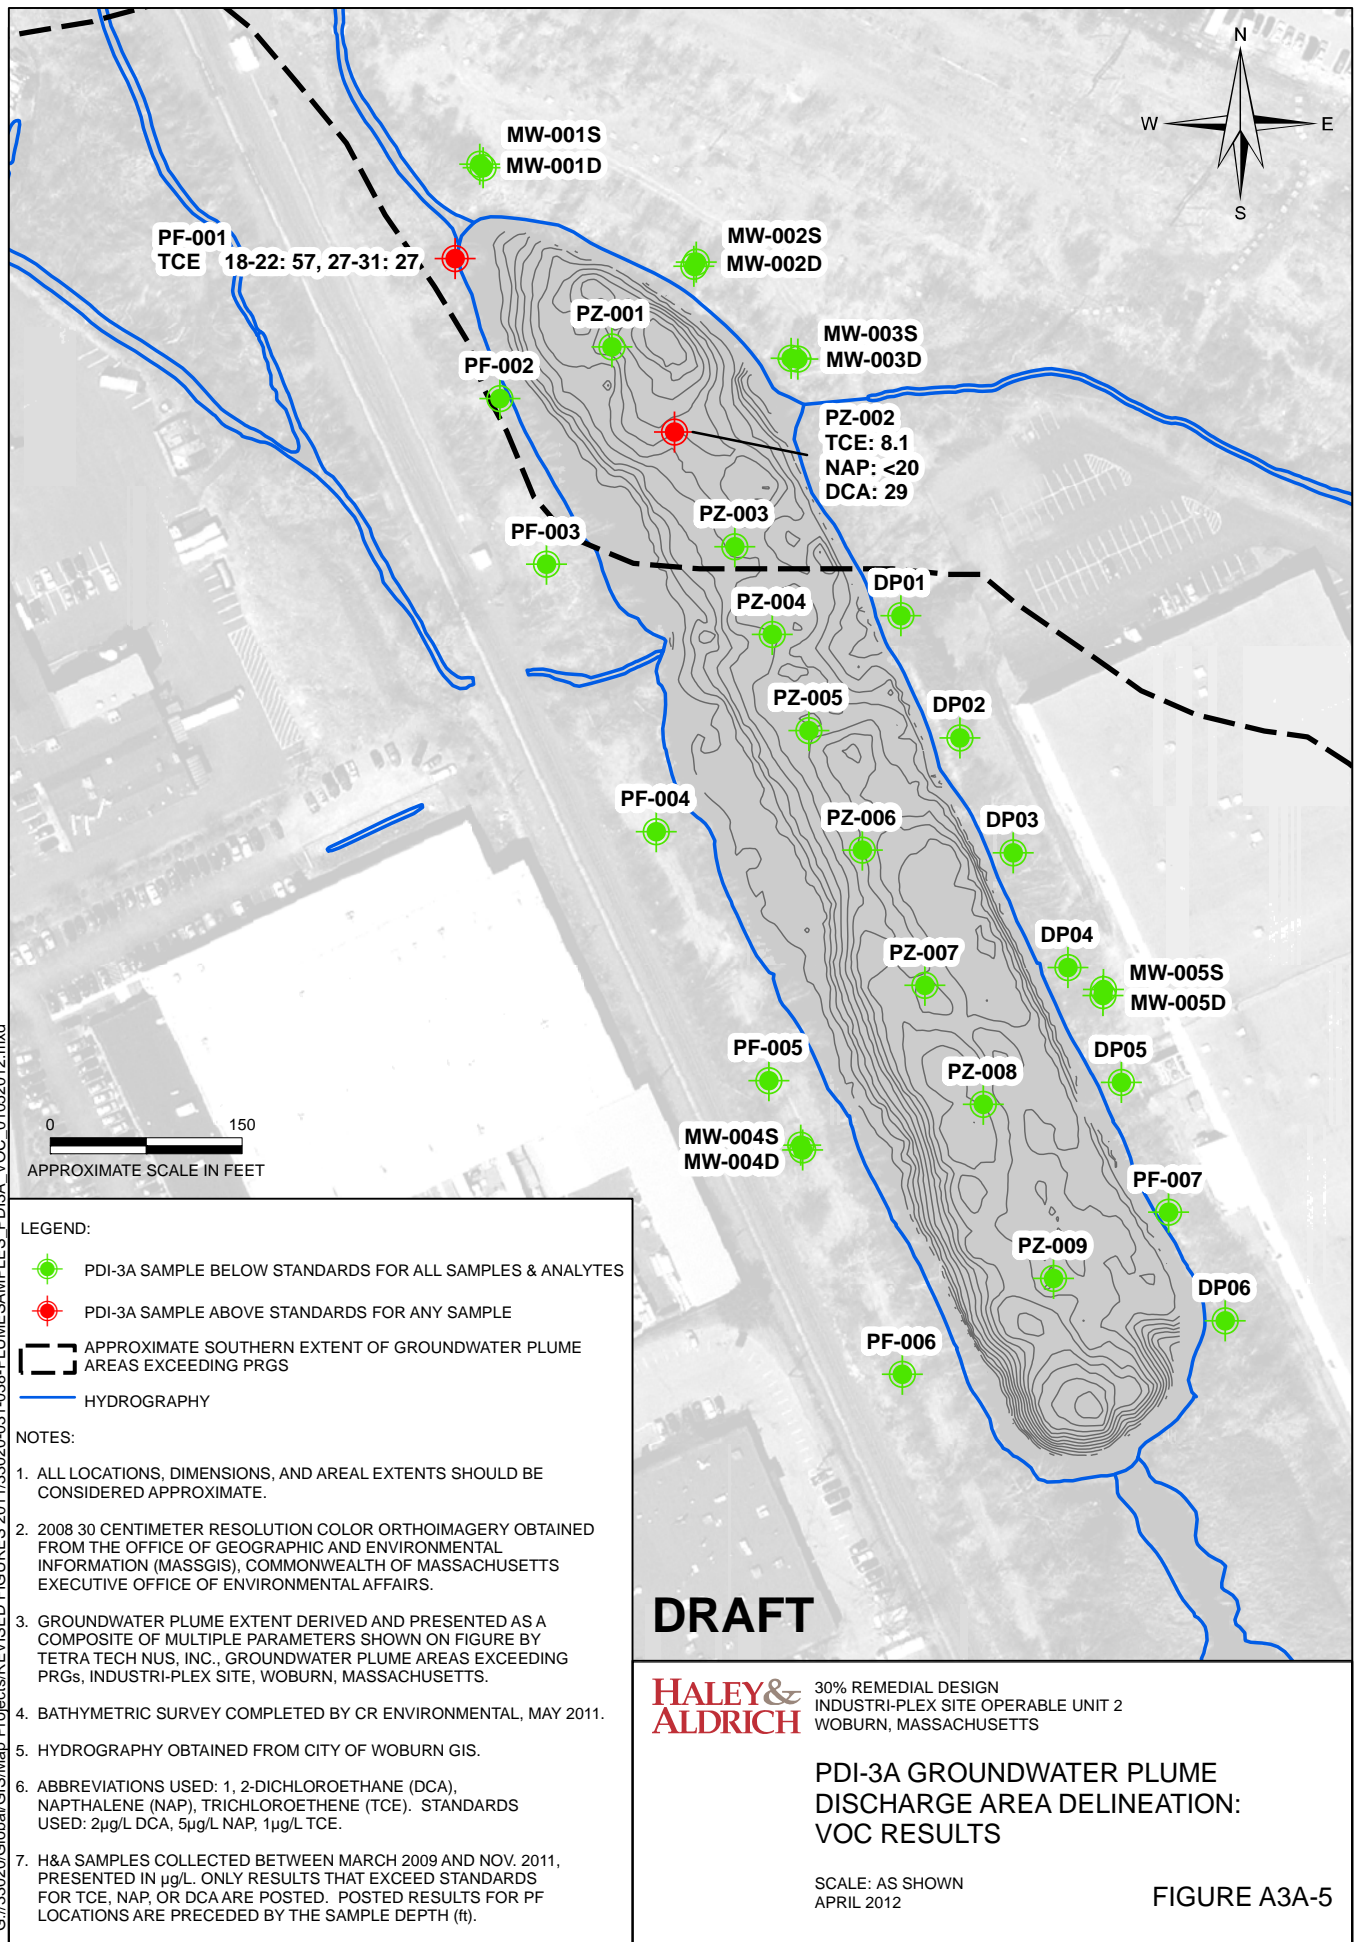 N
W E
S
MW-001S
MW-001D
PF-001
TCE 18-22: 57, 27-31: 27
MW-002S
MW-002D
PZ-001
MW-003S
MW-003D
PF-002
PZ-002
TCE: 8.1
NAP: <20
DCA: 29
PZ-003
PF-003
DP01
PZ-004
PZ-005
DP02
PF-004
PZ-006
DP03
DP04
PZ-007
MW-005S
MW-005D
PF-005
DP05
PZ-008
0 150
APPROXIMATE SCALE IN FEET
MW-004S
MW-004D
PF-007
PZ-009
DP06
PF-006
LEGEND:
PDI-3A SAMPLE BELOW STANDARDS FOR ALL SAMPLES & ANALYTES
PDI-3A SAMPLE ABOVE STANDARDS FOR ANY SAMPLE
APPROXIMATE SOUTHERN EXTENT OF GROUNDWATER PLUME
AREAS EXCEEDING PRGS
HYDROGRAPHY
NOTES:
1. ALL LOCATIONS, DIMENSIONS, AND AREAL EXTENTS SHOULD BE
CONSIDERED APPROXIMATE.
2. 2008 30 CENTIMETER RESOLUTION COLOR ORTHOIMAGERY OBTAINED
FROM THE OFFICE OF GEOGRAPHIC AND ENVIRONMENTAL
INFORMATION (MASSGIS), COMMONWEALTH OF MASSACHUSETTS
EXECUTIVE OFFICE OF ENVIRONMENTAL AFFAIRS.
3. GROUNDWATER PLUME EXTENT DERIVED AND PRESENTED AS A
COMPOSITE OF MULTIPLE PARAMETERS SHOWN ON FIGURE BY
TETRA TECH NUS, INC., GROUNDWATER PLUME AREAS EXCEEDING
PRGs, INDUSTRI-PLEX SITE, WOBURN, MASSACHUSETTS.
4. BATHYMETRIC SURVEY COMPLETED BY CR ENVIRONMENTAL, MAY 2011.
5. HYDROGRAPHY OBTAINED FROM CITY OF WOBURN GIS.
6. ABBREVIATIONS USED: 1, 2-DICHLOROETHANE (DCA),
NAPTHALENE (NAP), TRICHLOROETHENE (TCE). STANDARDS
USED: 2µg/L DCA, 5µg/L NAP, 1µg/L TCE.
7. H&A SAMPLES COLLECTED BETWEEN MARCH 2009 AND NOV. 2011,
PRESENTED IN µg/L. ONLY RESULTS THAT EXCEED STANDARDS
FOR TCE, NAP, OR DCA ARE POSTED. POSTED RESULTS FOR PF
LOCATIONS ARE PRECEDED BY THE SAMPLE DEPTH (ft).
DRAFT
HALEY&
ALDRICH
30% REMEDIAL DESIGN
INDUSTRI-PLEX SITE OPERABLE UNIT 2
WOBURN, MASSACHUSETTS
PDI-3A GROUNDWATER PLUME
DISCHARGE AREA DELINEATION:
VOC RESULTS
SCALE: AS SHOWN
APRIL 2012
FIGURE A3A-5